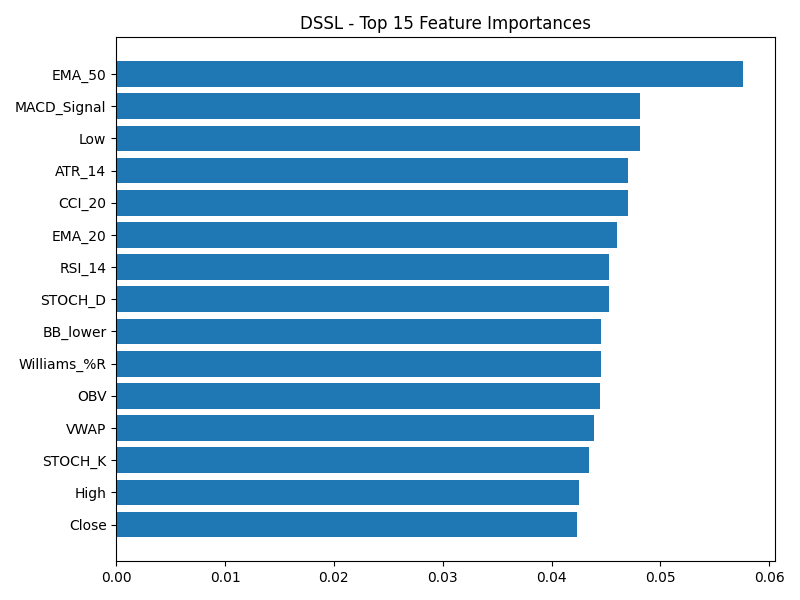 DSSL - Top 15 Feature Importances
EMA_50
MACD_Signal
Low
ATR_14
CCI_20
EMA_20
RSI_14
STOCH_D
BB_lower
Williams_%R
OBV
VWAP
STOCH_K
High
Close
0.00 0.01 0.02 0.03 0.04 0.05 0.06